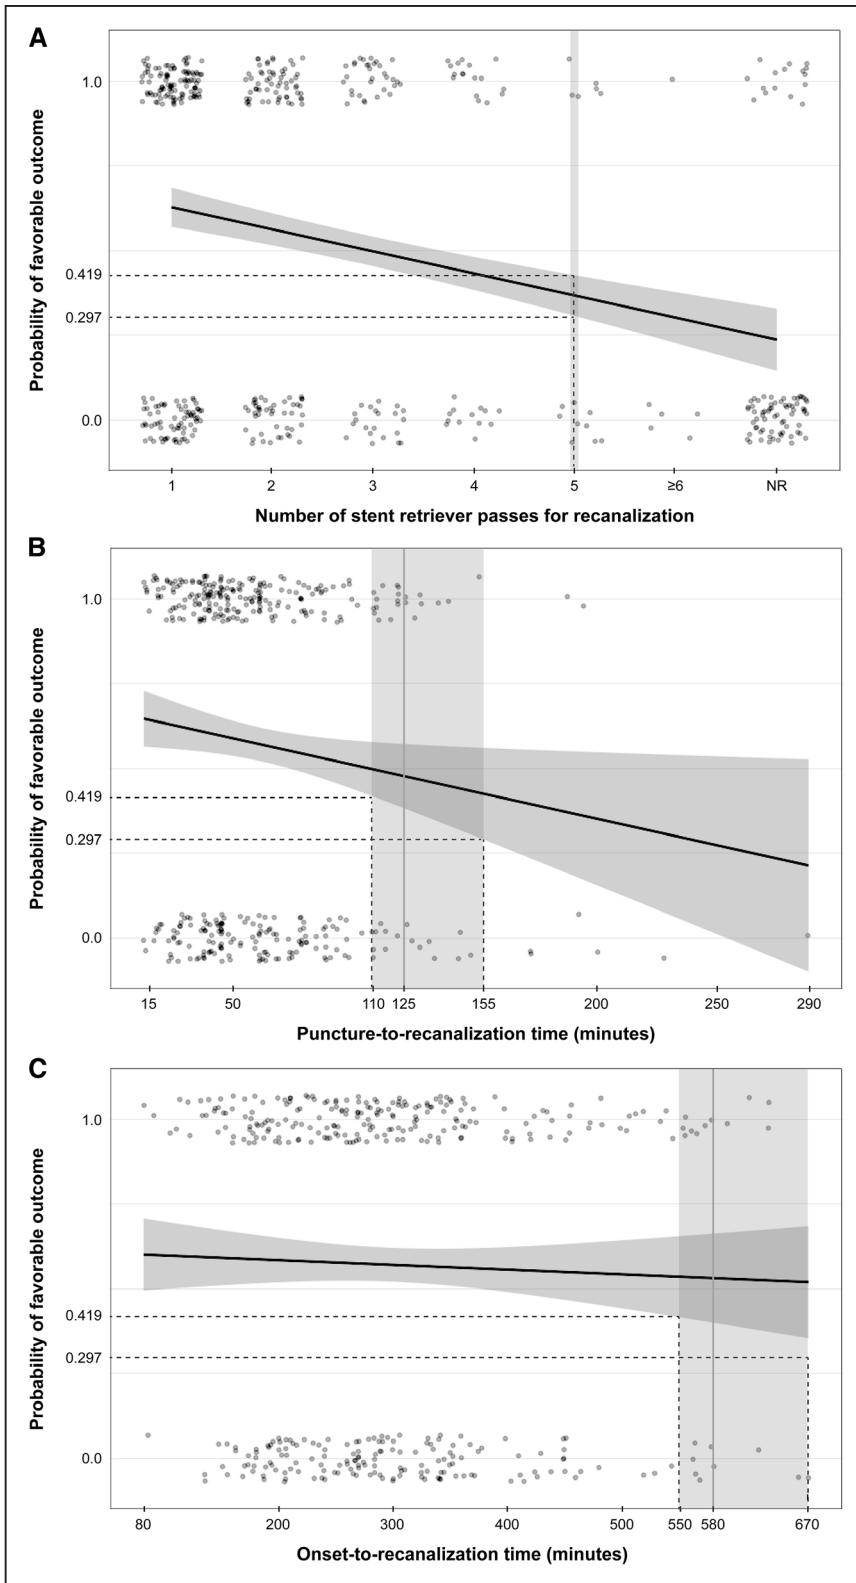 A
Probability of favorable outcome
1.0
0.419
0.297
0.0
1 2 3 4 5 ≥6 NR
Number of stent retriever passes for recanalization
B
Probability of favorable outcome
1.0
0.419
0.297
0.0
15 50 110 125 155 200 250 290
Puncture-to-recanalization time (minutes)
C
Probability of favorable outcome
1.0
0.419
0.297
0.0
80 200 300 400 500 550 580 670
Onset-to-recanalization time (minutes)